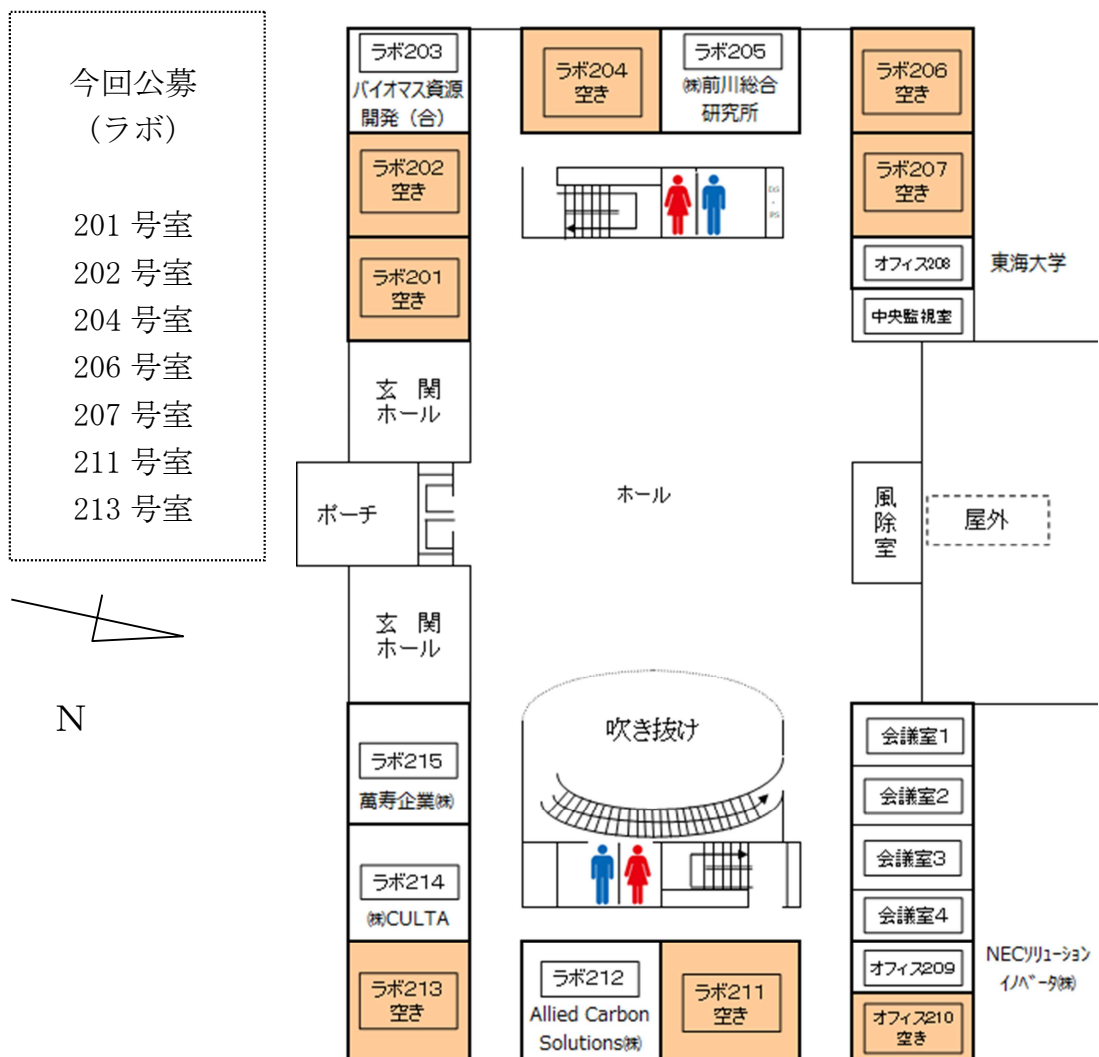 今回公募
(ラボ)
201 号室
202 号室
204 号室
206 号室
207 号室
211 号室
213 号室
N
ラボ203
バイオマス資源
開発（合）
ラボ204
空き
ラボ205
㈱前川総合
研究所
ラボ206
空き
ラボ202
空き
ラボ207
空き
ラボ201
空き
オフィス208
東海大学
中央監視室
玄 関
ホール
ポーチ
ホール
風
除
室
屋外
玄 関
ホール
吹き抜け
ラボ215
萬寿企業㈱
会議室1
会議室2
会議室3
会議室4
ラボ214
㈱CULTA
オフィス209
NECソリューション
イノベータ㈱
ラボ213
空き
ラボ212
Allied Carbon
Solutions㈱
ラボ211
空き
オフィス210
空き